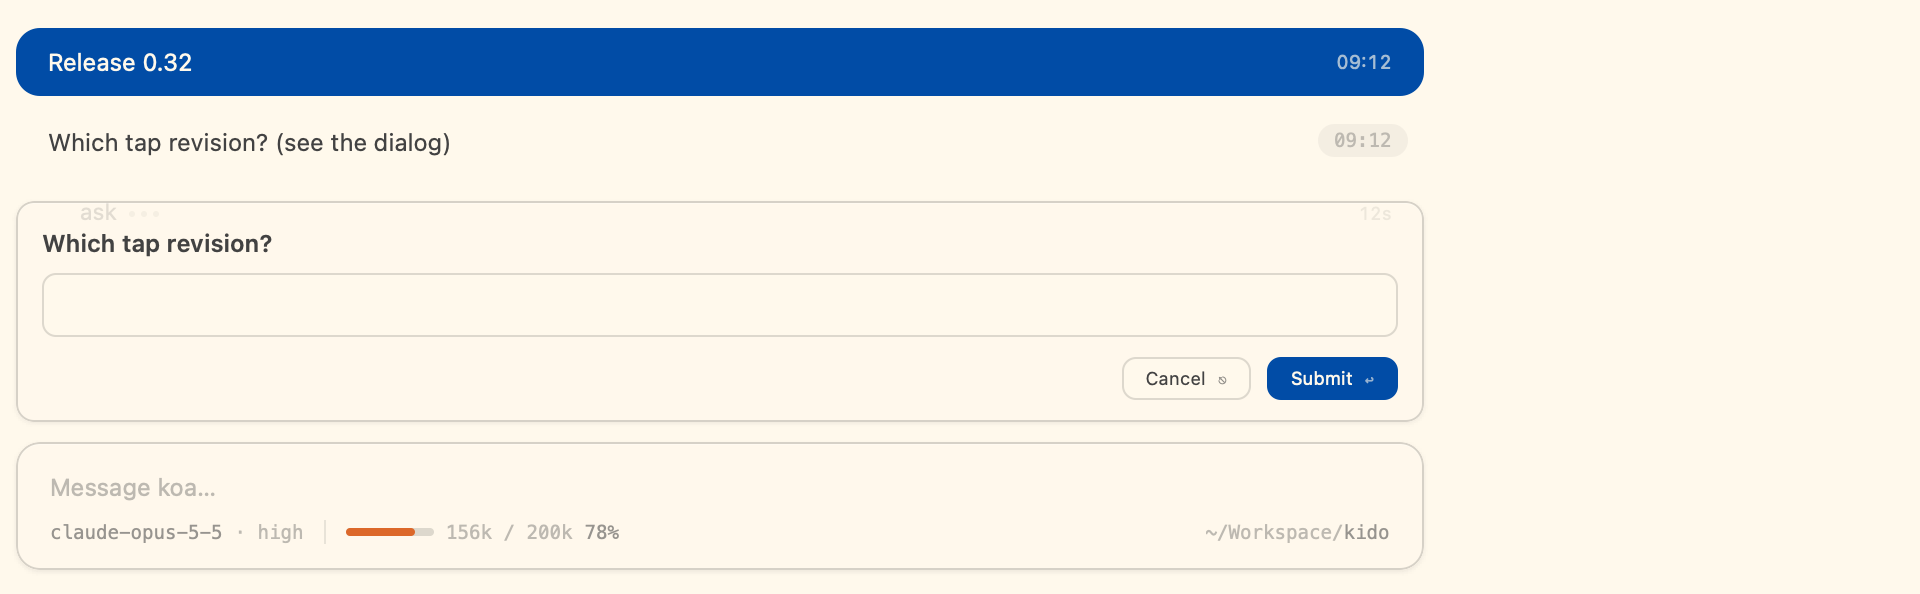 Release 0.32 09:12
Which tap revision? (see the dialog) 09:12
ask ••• 12s
Which tap revision?
Cancel Submit ↩
Message koa...
claude-opus-5-5 · high 156k / 200k 78% ~/Workspace/kido